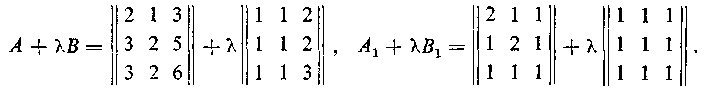 A + λB = ‖2 1 3; 3 2 5; 3 2 6‖ + λ ‖1 1 2; 1 1 2; 1 1 3‖, A₁ + λB₁ = ‖2 1 1; 1 2 1; 1 1 1‖ + λ ‖1 1 1; 1 1 1; 1 1 1‖.